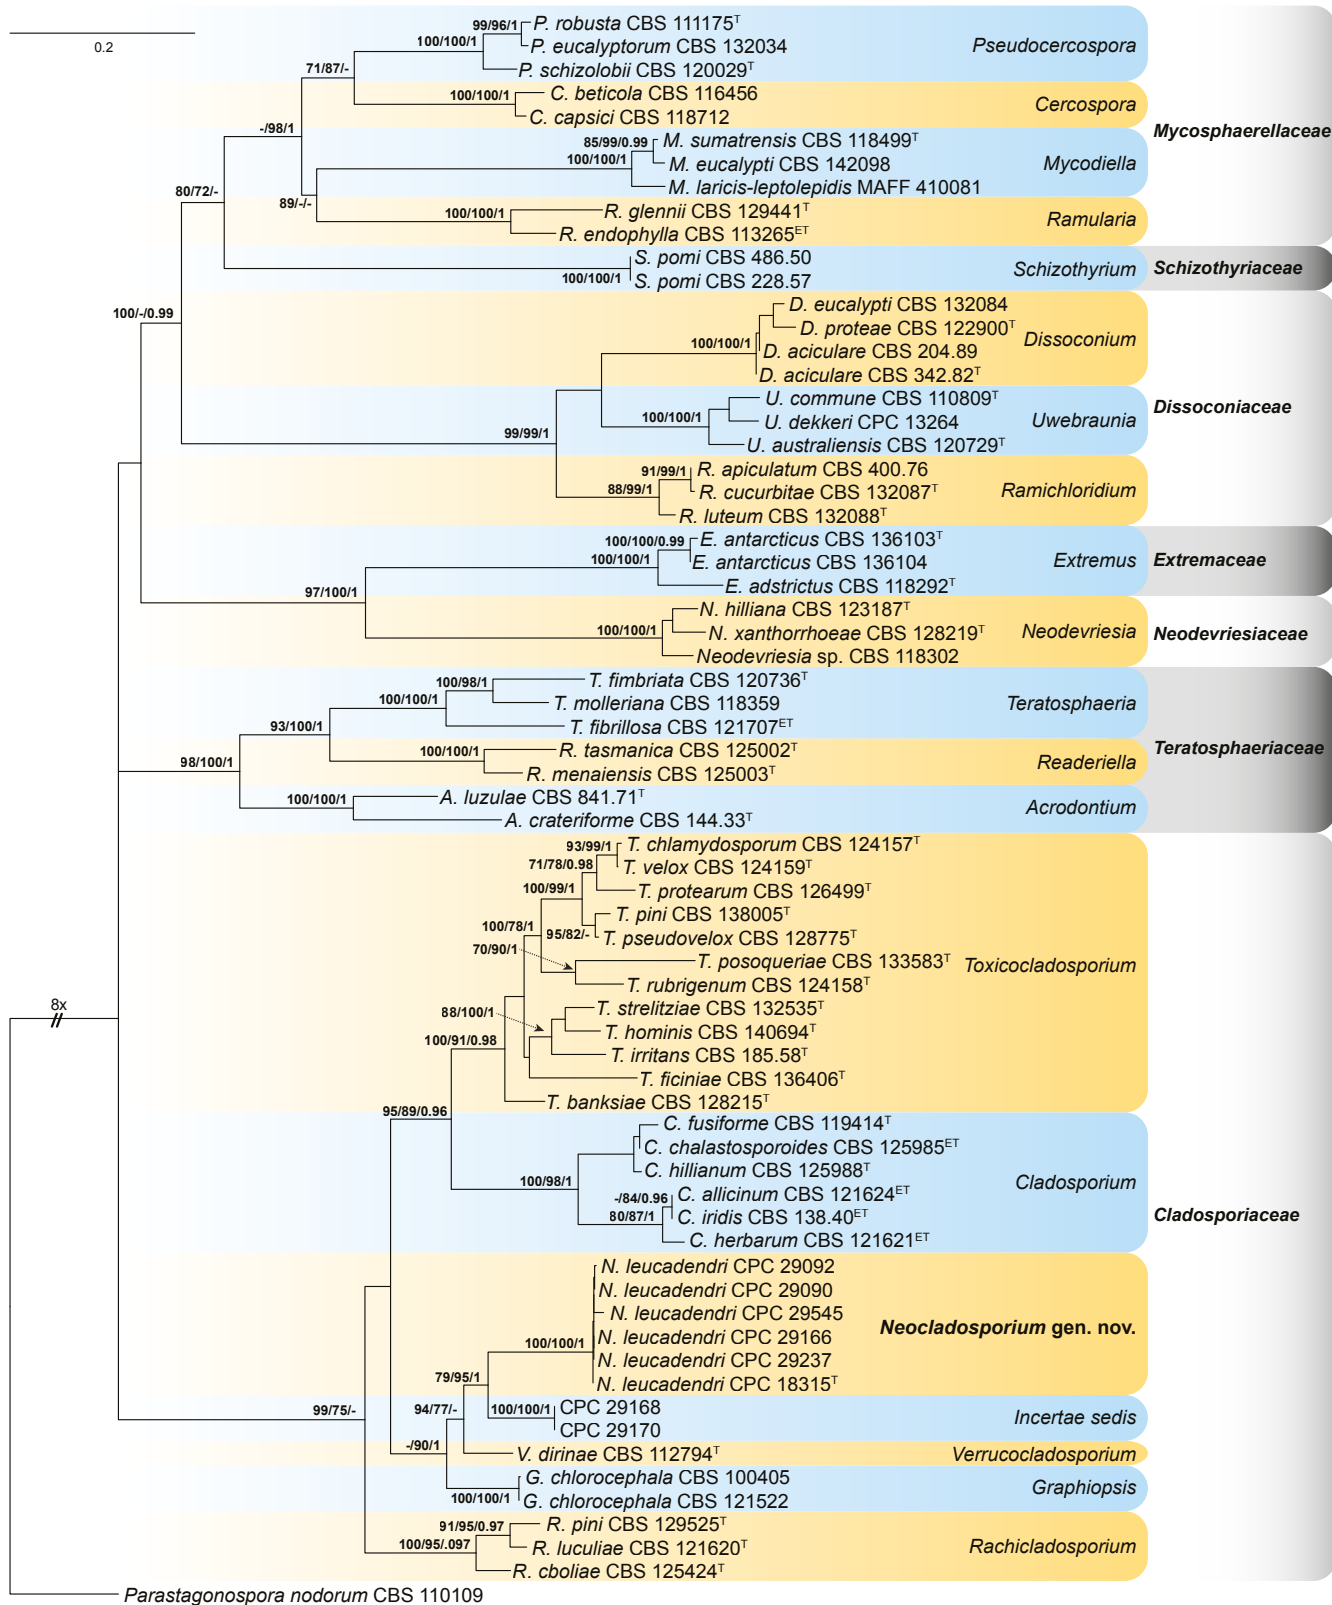 0.2
99/96/1
P. robusta CBS 111175T
100/100/1
P. eucalyptorum CBS 132034
Pseudocercospora
71/87/-
P. schizolobii CBS 120029T
100/100/1
C. beticola CBS 116456
Cercospora
C. capsici CBS 118712
Mycosphaerellaceae
-/98/1
85/99/0.99
M. sumatrensis CBS 118499T
100/100/1
M. eucalypti CBS 142098
Mycodiella
80/72/-
M. laricis-leptolepidis MAFF 410081
89/-/-
100/100/1
R. glennii CBS 129441T
Ramularia
R. endophylla CBS 113265ET
S. pomi CBS 486.50
100/100/1
Schizothyrium
Schizothyriaceae
S. pomi CBS 228.57
100/-/0.99
D. eucalypti CBS 132084
D. proteae CBS 122900T
Dissoconium
100/100/1
D. aciculare CBS 204.89
D. aciculare CBS 342.82T
U. commune CBS 110809T
Dissoconiaceae
100/100/1
U. dekkeri CPC 13264
Uwebraunia
99/99/1
U. australiensis CBS 120729T
91/99/1
R. apiculatum CBS 400.76
88/99/1
R. cucurbitae CBS 132087T
Ramichloridium
R. luteum CBS 132088T
100/100/0.99
E. antarcticus CBS 136103T
100/100/1
E. antarcticus CBS 136104
Extremus
Extremaceae
E. adstrictus CBS 118292T
97/100/1
N. hilliana CBS 123187T
100/100/1
N. xanthorrhoeae CBS 128219T
Neodevriesia
Neodevriesiaceae
Neodevriesia sp. CBS 118302
100/98/1
T. fimbriata CBS 120736T
100/100/1
T. molleriana CBS 118359
Teratosphaeria
93/100/1
T. fibrillosa CBS 121707ET
100/100/1
R. tasmanica CBS 125002T
Readeriella
Teratosphaeriaceae
98/100/1
R. menaiensis CBS 125003T
100/100/1
A. luzulae CBS 841.71T
Acrodontium
A. crateriforme CBS 144.33T
93/99/1
T. chlamydosporum CBS 124157T
71/78/0.98
T. velox CBS 124159T
100/99/1
T. protearum CBS 126499T
T. pini CBS 138005T
100/78/1
95/82/-
T. pseudovelox CBS 128775T
70/90/1
T. posoqueriae CBS 133583T
Toxicocladosporium
T. rubrigenum CBS 124158T
8x
88/100/1
T. strelitziae CBS 132535T
T. hominis CBS 140694T
100/91/0.98
T. irritans CBS 185.58T
T. ficiniae CBS 136406T
T. banksiae CBS 128215T
95/89/0.96
C. fusiforme CBS 119414T
C. chalastosporoides CBS 125985ET
C. hillianum CBS 125988T
100/98/1
Cladosporium
-/84/0.96
C. allicinum CBS 121624ET
80/87/1
C. iridis CBS 138.40ET
Cladosporiaceae
C. herbarum CBS 121621ET
N. leucadendri CPC 29092
N. leucadendri CPC 29090
N. leucadendri CPC 29545
Neocladosporium gen. nov.
100/100/1
N. leucadendri CPC 29166
N. leucadendri CPC 29237
79/95/1
N. leucadendri CPC 18315T
94/77/-
100/100/1
CPC 29168
Incertae sedis
99/75/-
CPC 29170
-/90/1
V. dirinae CBS 112794T
Verrucocladosporium
G. chlorocephala CBS 100405
Graphiopsis
100/100/1
G. chlorocephala CBS 121522
91/95/0.97
R. pini CBS 129525T
100/95/.097
R. luculiae CBS 121620T
Rachicladosporium
R. cboliae CBS 125424T
Parastagonospora nodorum CBS 110109